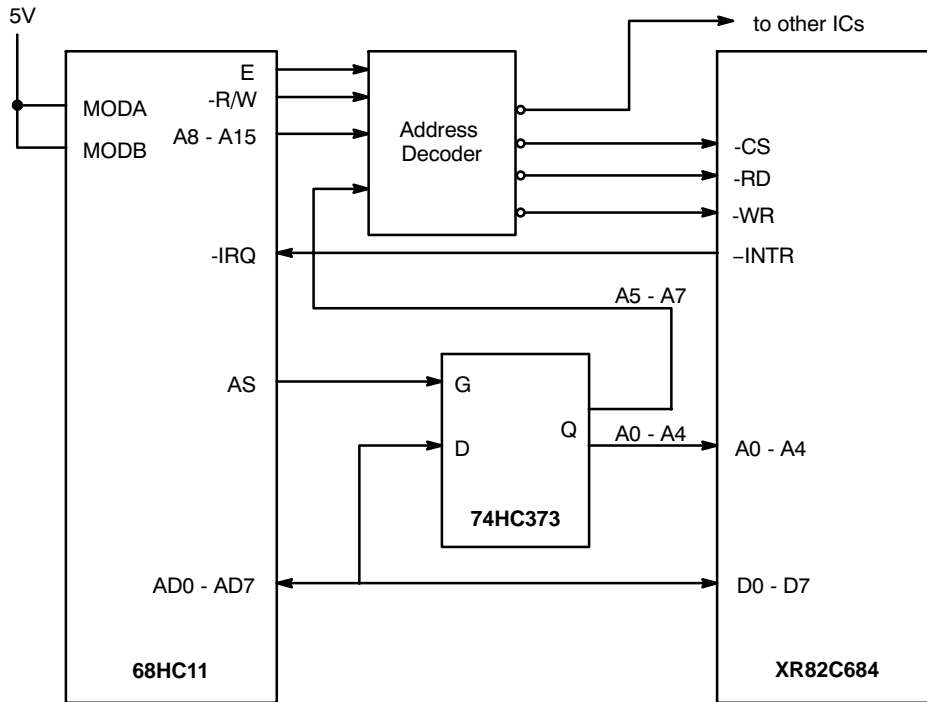 5V
to other ICs
E
MODA
-R/W
MODB
A8 - A15
Address
Decoder
-CS
-RD
-WR
-IRQ
–INTR
A5 - A7
AS
G
Q
D
A0 - A4
A0 - A4
74HC373
AD0 - AD7
D0 - D7
68HC11
XR82C684